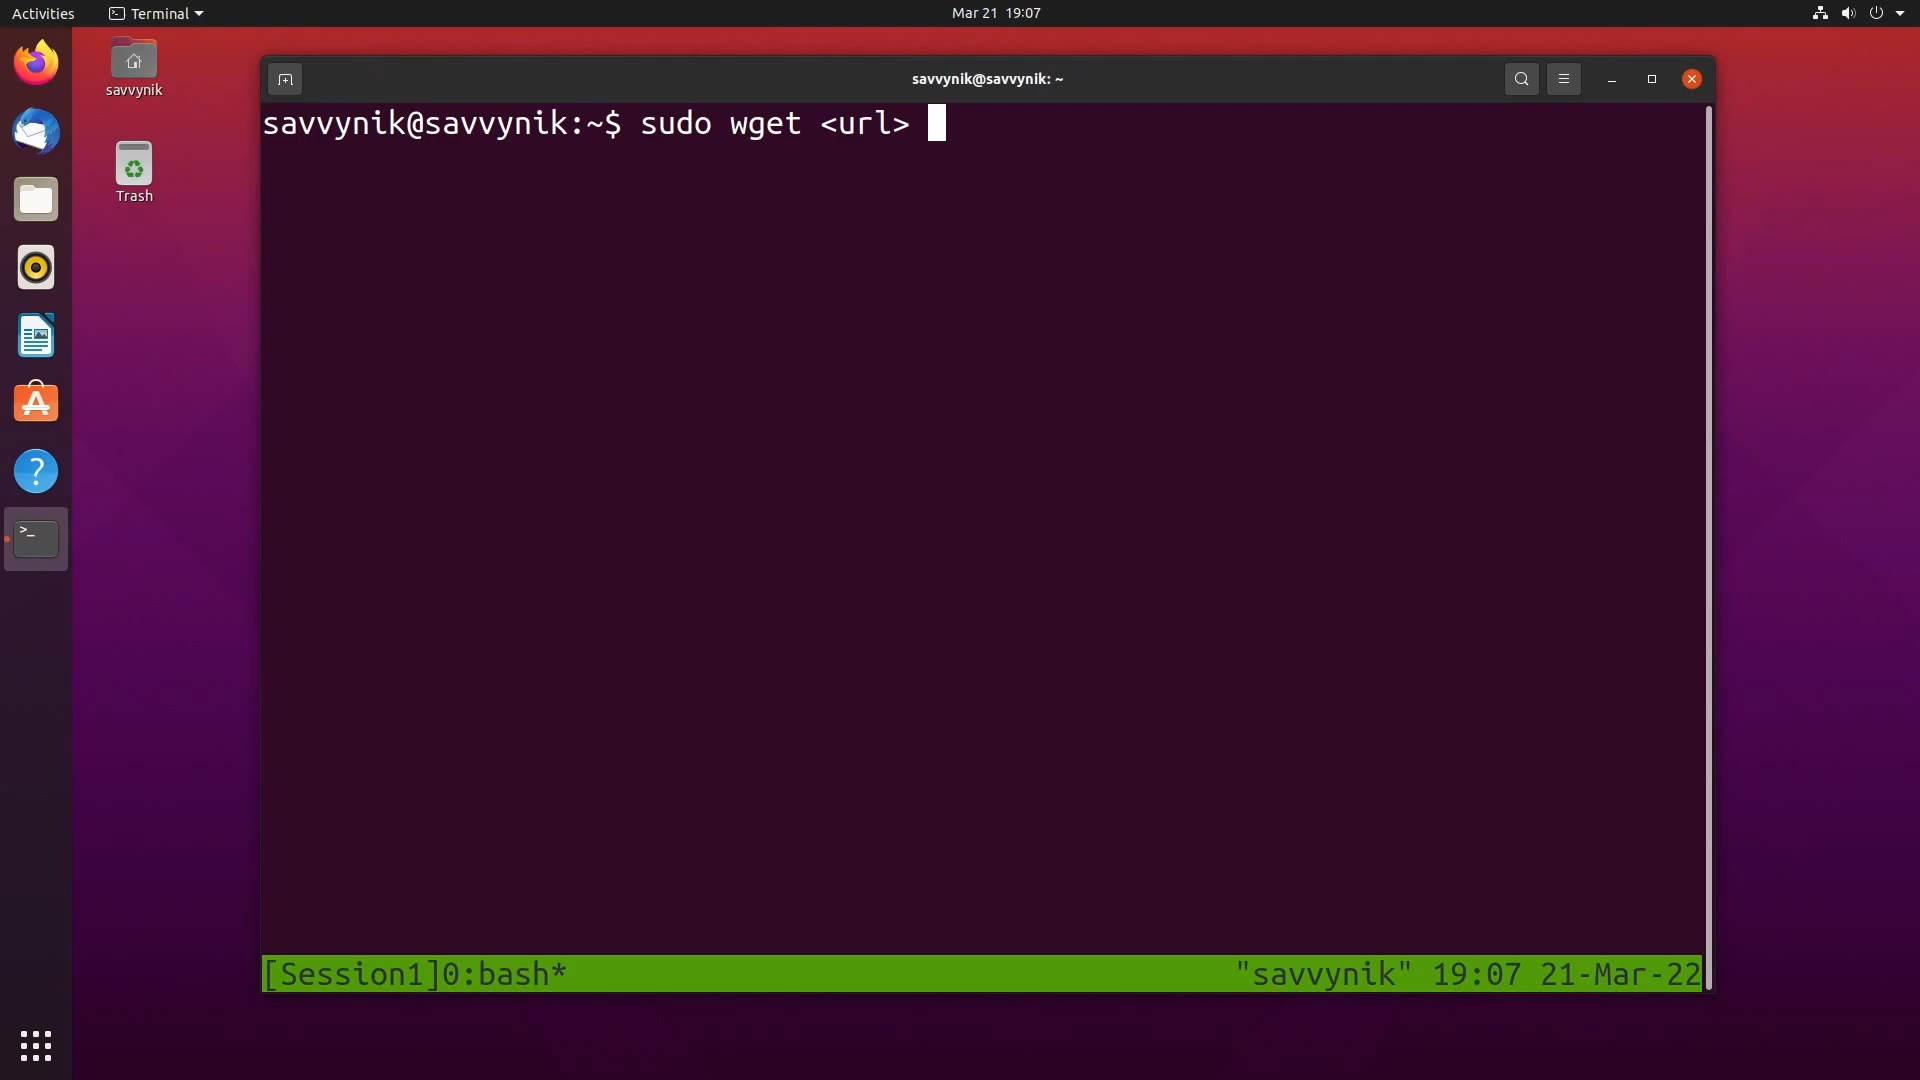 Activities Terminal Mar 21 19:07
savvynik
Trash
savvynik@savvynik: ~
savvynik@savvynik:~$ sudo wget <url>
[Session1]0:bash* "savvynik" 19:07 21-Mar-22